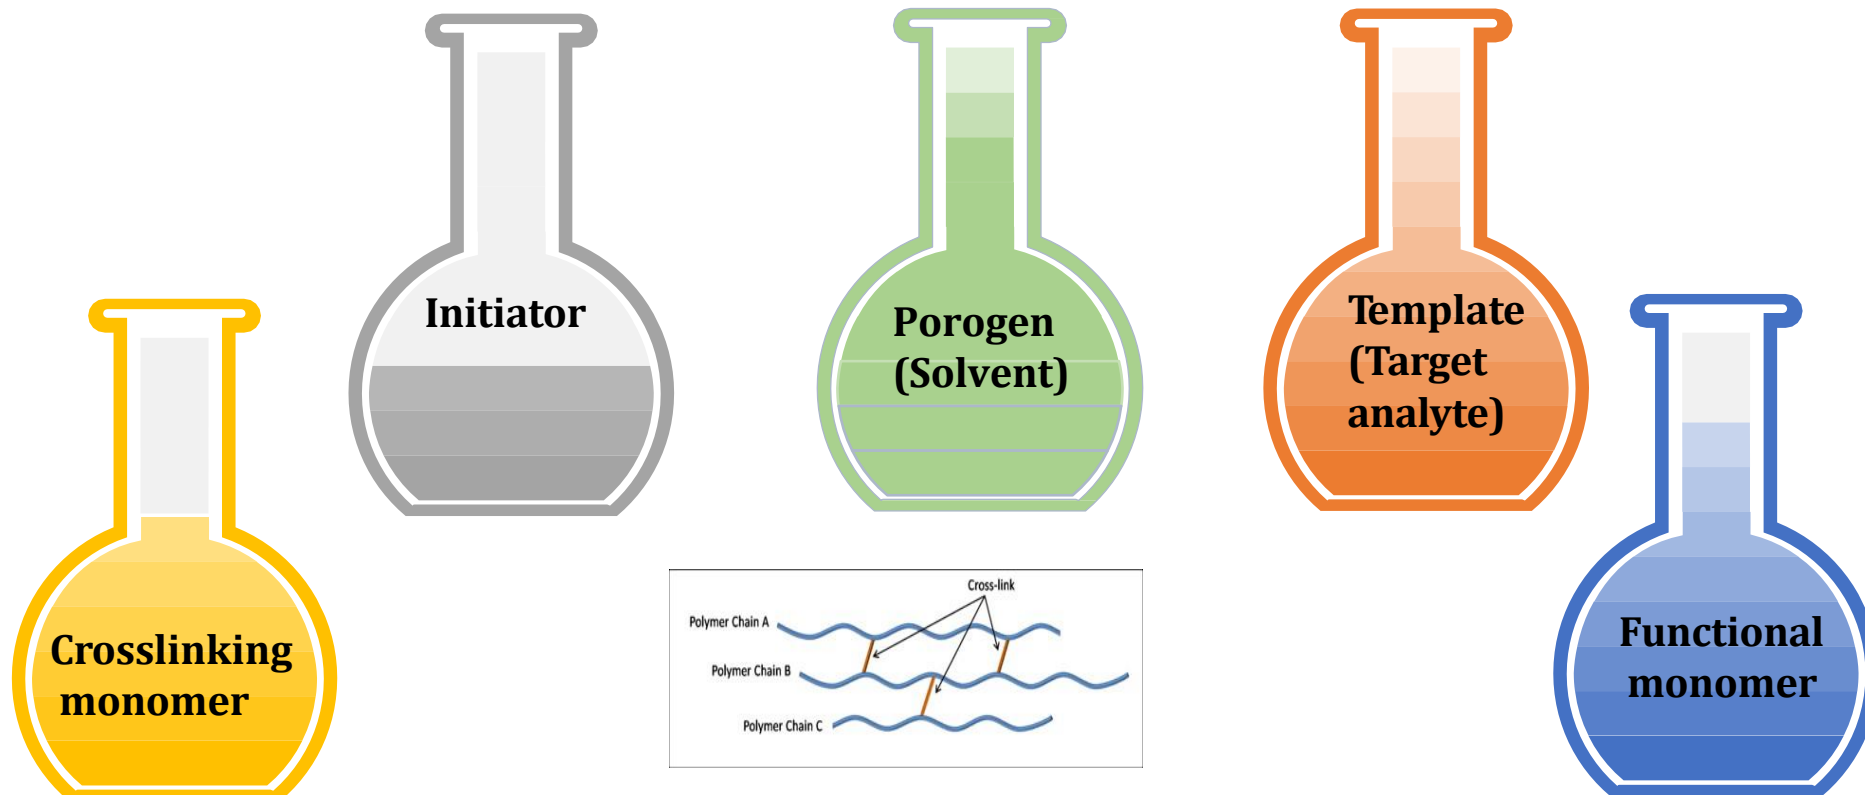 Initiator
Porogen
(Solvent)
Template
(Target
analyte)
Crosslinking
monomer
Functional
monomer
Cross-link
Polymer Chain A
Polymer Chain B
Polymer Chain C